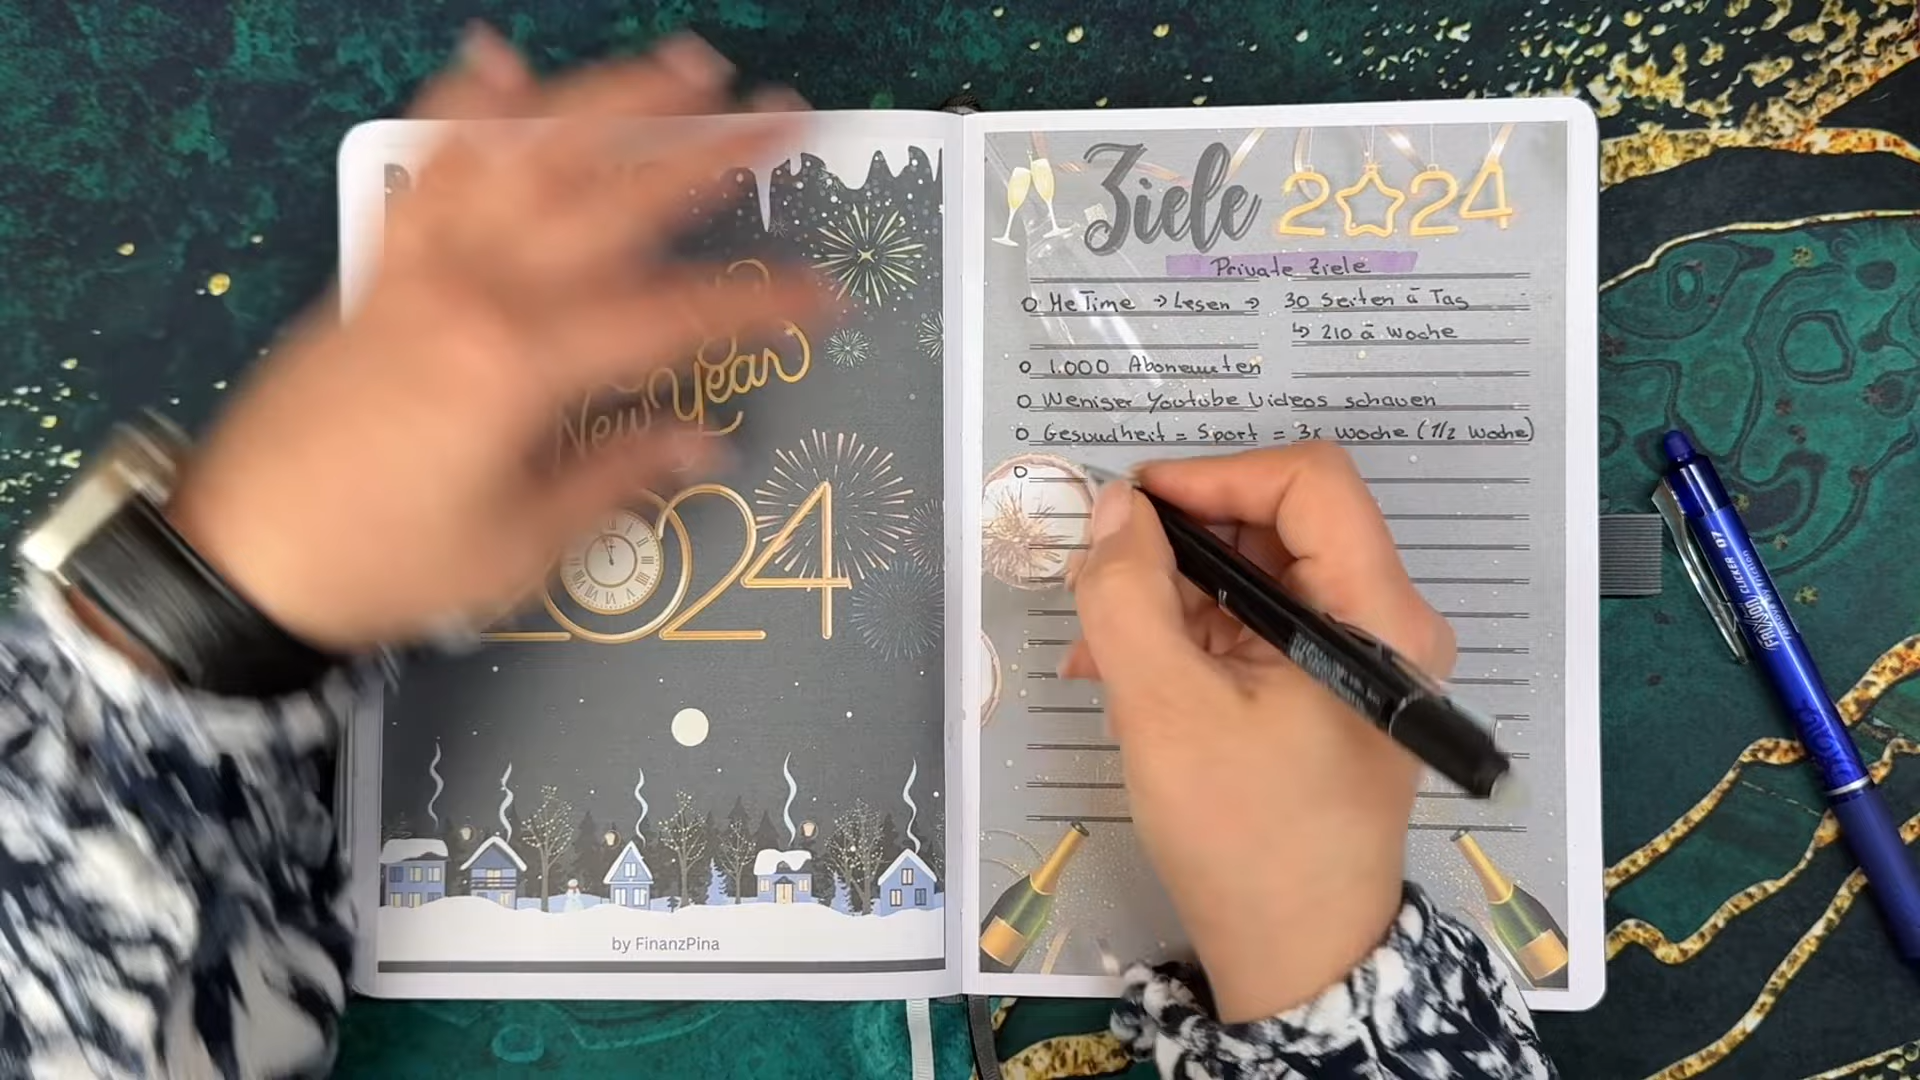 New Year
2024
by FinanzPina
Ziele 2024
Private Ziele
O MeTime → Lesen → 30 Seiten á Tag
↳ 210 á Woche
O 1.000 Abonennten
O Weniger Youtube Videos schauen
O Gesundheit = Sport = 3x Woche (1/2 Woche)
O
FRIXION CLICKER 07